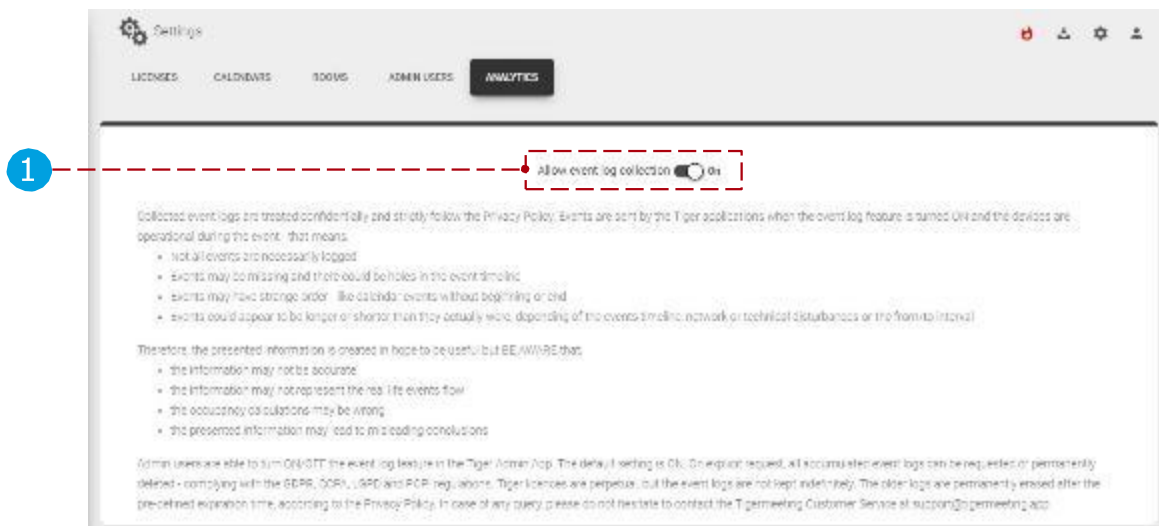 Settings
LICENSES CALENDARS ROOMS ADMIN USERS ANALYTICS
1
Allow event log collection On
Collected event logs are treated confidentially and strictly follow the Privacy Policy. Events are sent by the Tiger applications when the event log feature is turned ON and the devices are
operational during the event - that means:
• Not all events are necessarily logged
• Events may be missing and there could be holes in the event timeline
• Events may have strange order - like calendar events without beginning or end
• Events could appear to be longer or shorter than they actually were, depending of the events timeline, network or technical disturbances or the from/to interval
Therefore, the presented information is created in hope to be useful but BE AWARE that:
• the information may not be accurate
• the information may not represent the real life events flow
• the occupancy calculations may be wrong
• the presented information may lead to misleading conclusions
Admin users are able to turn ON/OFF the event log feature in the Tiger Admin App. The default setting is ON. On explicit request, all accumulated event logs can be requested or permanently
deleted - complying with the GDPR, CCPA, LGPD and POPI regulations. Tiger licences are perpetual, but the event logs are not kept indefinitely. The older logs are permanently erased after the
pre-defined expiration time, according to the Privacy Policy. In case of any query, please do not hesitate to contact the Tigermeeting Customer Service at support@tigermeeting.app